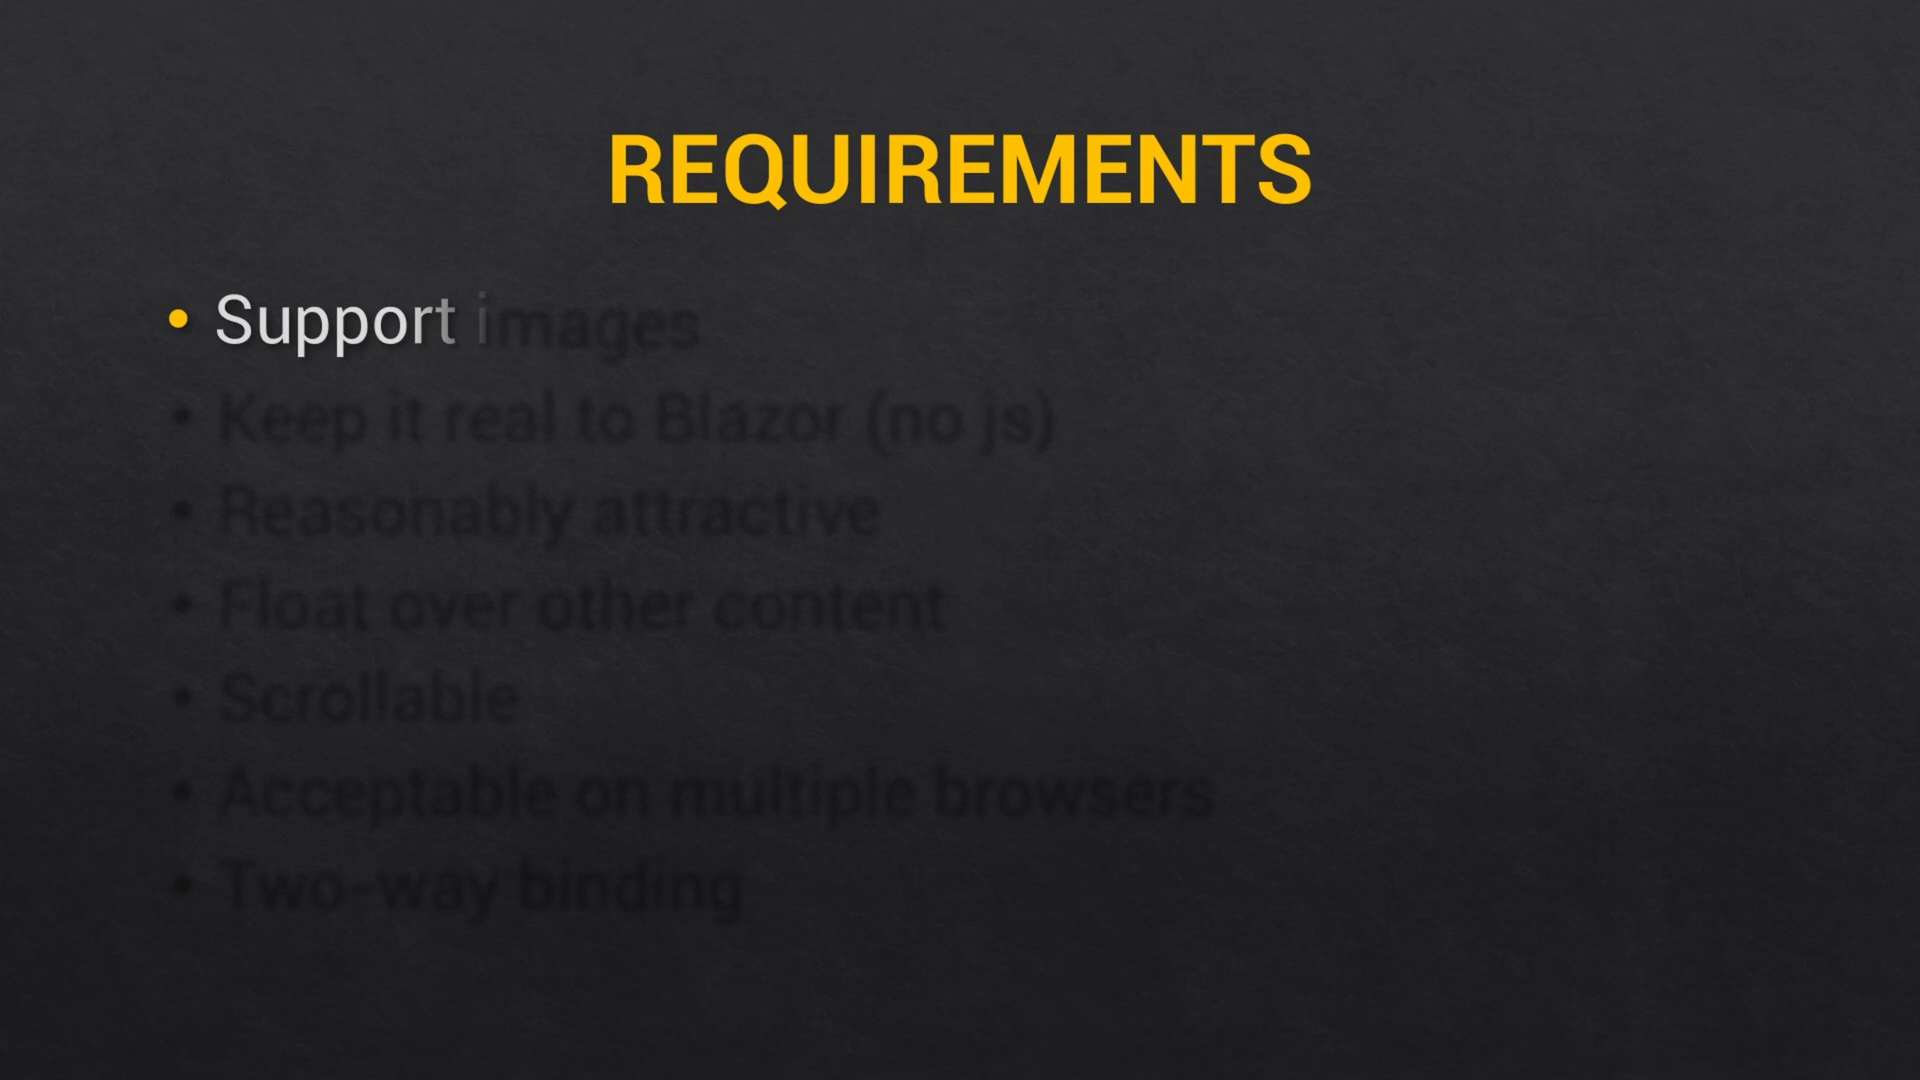 REQUIREMENTS
• Support images
• Keep it real to Blazor (no js)
• Reasonably attractive
• Float over other content
• Scrollable
• Acceptable on multiple browsers
• Two-way binding